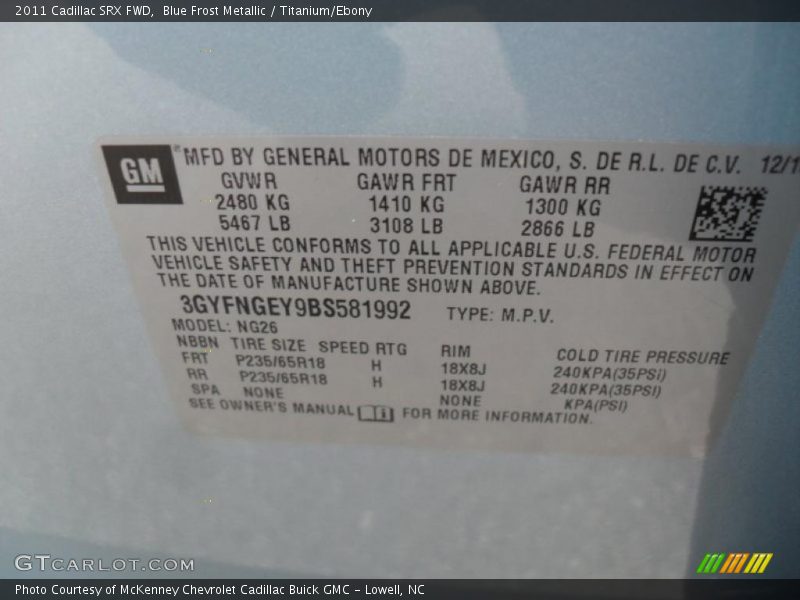 2011 Cadillac SRX FWD,  Blue Frost Metallic / Titanium/Ebony
GM
MFD BY GENERAL MOTORS DE MEXICO, S. DE R.L. DE C.V. 12/1
GVWR GAWR FRT GAWR RR
2480 KG 1410 KG 1300 KG
5467 LB 3108 LB 2866 LB
THIS VEHICLE CONFORMS TO ALL APPLICABLE U.S. FEDERAL MOTOR
VEHICLE SAFETY AND THEFT PREVENTION STANDARDS IN EFFECT ON
THE DATE OF MANUFACTURE SHOWN ABOVE.
3GYFNGEY9BS581992 TYPE: M.P.V.
MODEL: NG26
NBBN TIRE SIZE SPEED RTG RIM COLD TIRE PRESSURE
FRT P235/65R18 H 18X8J 240KPA(35PSI)
RR P235/65R18 H 18X8J 240KPA(35PSI)
SPA NONE NONE KPA(PSI)
SEE OWNER'S MANUAL FOR MORE INFORMATION.
GTCARLOT.COM
Photo Courtesy of McKenney Chevrolet Cadillac Buick GMC - Lowell, NC